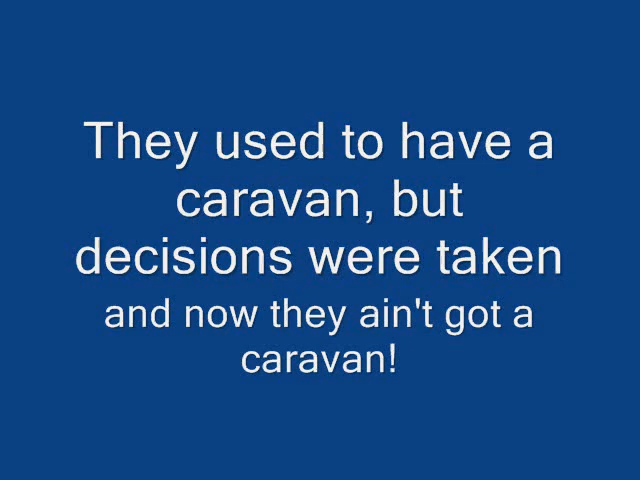 They used to have a
caravan, but
decisions were taken
and now they ain't got a
caravan!